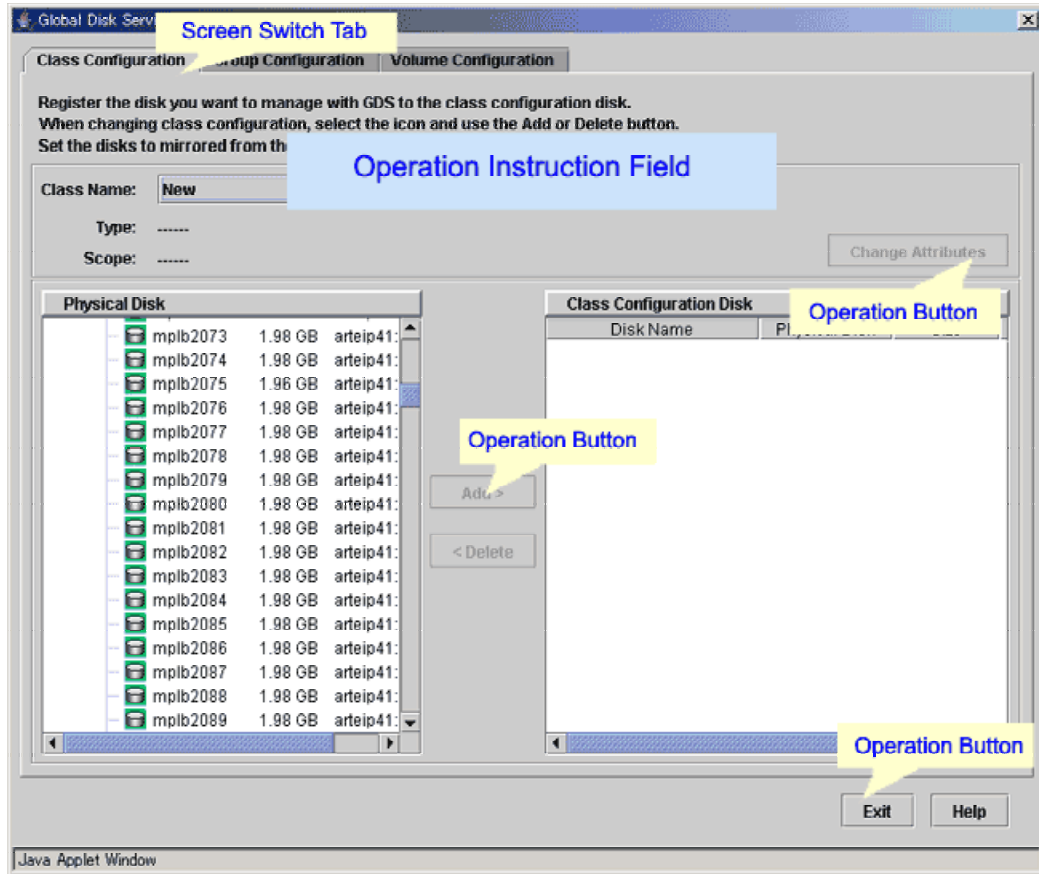 Global Disk Serv
Screen Switch Tab
Class Configuration
oup Configuration
Volume Configuration
Register the disk you want to manage with GDS to the class configuration disk.
When changing class configuration, select the icon and use the Add or Delete button.
Set the disks to mirrored from th
Operation Instruction Field
Class Name: New
Type: ------
Scope: ------
Change Attributes
Operation Button
Physical Disk
Class Configuration Disk
Disk Name
mplb2073 1.98 GB arteip41:
mplb2074 1.98 GB arteip41:
mplb2075 1.96 GB arteip41:
mplb2076 1.98 GB arteip41:
mplb2077 1.98 GB arteip41:
mplb2078 1.98 GB arteip41:
mplb2079 1.98 GB arteip41:
mplb2080 1.98 GB arteip41:
mplb2081 1.98 GB arteip41:
mplb2082 1.98 GB arteip41:
mplb2083 1.98 GB arteip41:
mplb2084 1.98 GB arteip41:
mplb2085 1.98 GB arteip41:
mplb2086 1.98 GB arteip41:
mplb2087 1.98 GB arteip41:
mplb2088 1.98 GB arteip41:
mplb2089 1.98 GB arteip41:
Operation Button
Add >
< Delete
Operation Button
Exit
Help
Java Applet Window